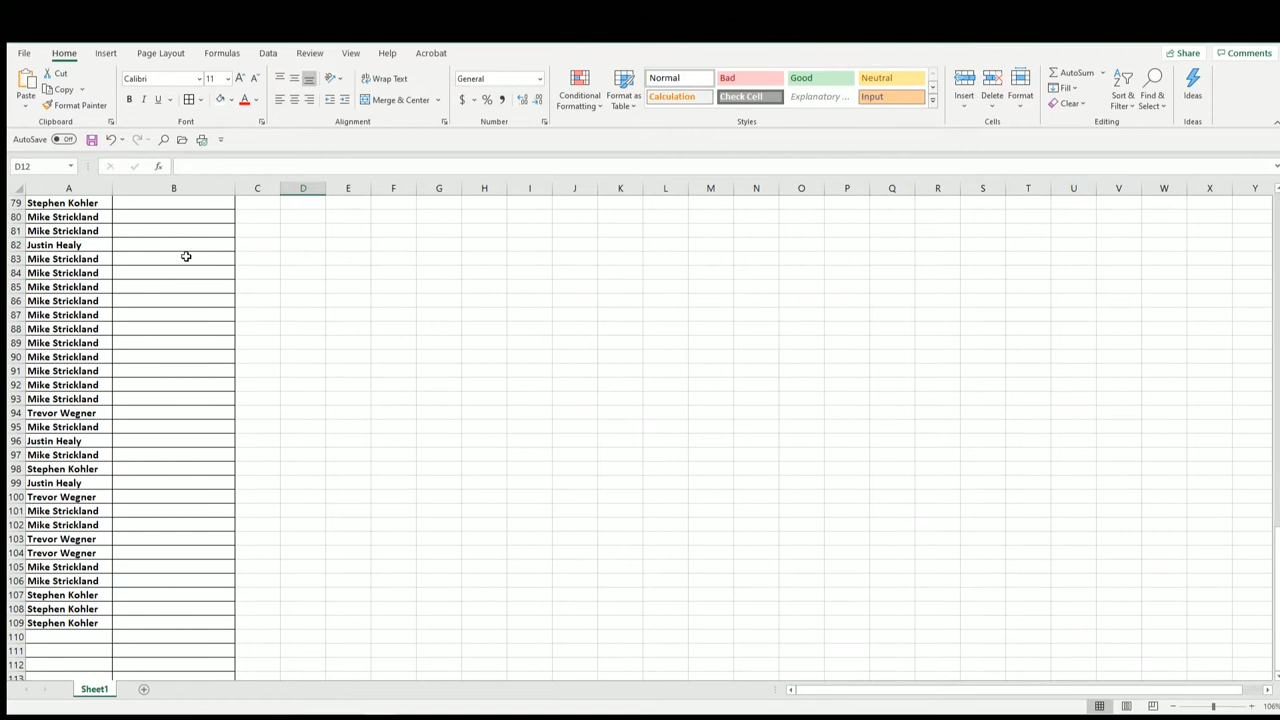 File Home Insert Page Layout Formulas Data Review View Help Acrobat Share Comments
Cut
Copy
Format Painter
Paste
Calibri 11
B I U A
Wrap Text
Merge & Center
General
$ % 9
Conditional Formatting
Format as Table
Normal Bad Good Neutral
Calculation Check Cell Explanatory ... Input
Insert Delete Format
AutoSum
Fill
Clear
Sort & Filter
Find & Select
Ideas
Clipboard Font Alignment Number Styles Cells Editing Ideas
AutoSave Off
D12 fx
A B C D E F G H I J K L M N O P Q R S T U V W X Y
79 Stephen Kohler
80 Mike Strickland
81 Mike Strickland
82 Justin Healy
83 Mike Strickland
84 Mike Strickland
85 Mike Strickland
86 Mike Strickland
87 Mike Strickland
88 Mike Strickland
89 Mike Strickland
90 Mike Strickland
91 Mike Strickland
92 Mike Strickland
93 Mike Strickland
94 Trevor Wegner
95 Mike Strickland
96 Justin Healy
97 Mike Strickland
98 Stephen Kohler
99 Justin Healy
100 Trevor Wegner
101 Mike Strickland
102 Mike Strickland
103 Trevor Wegner
104 Trevor Wegner
105 Mike Strickland
106 Mike Strickland
107 Stephen Kohler
108 Stephen Kohler
109 Stephen Kohler
110
111
112
113
Sheet1
106%